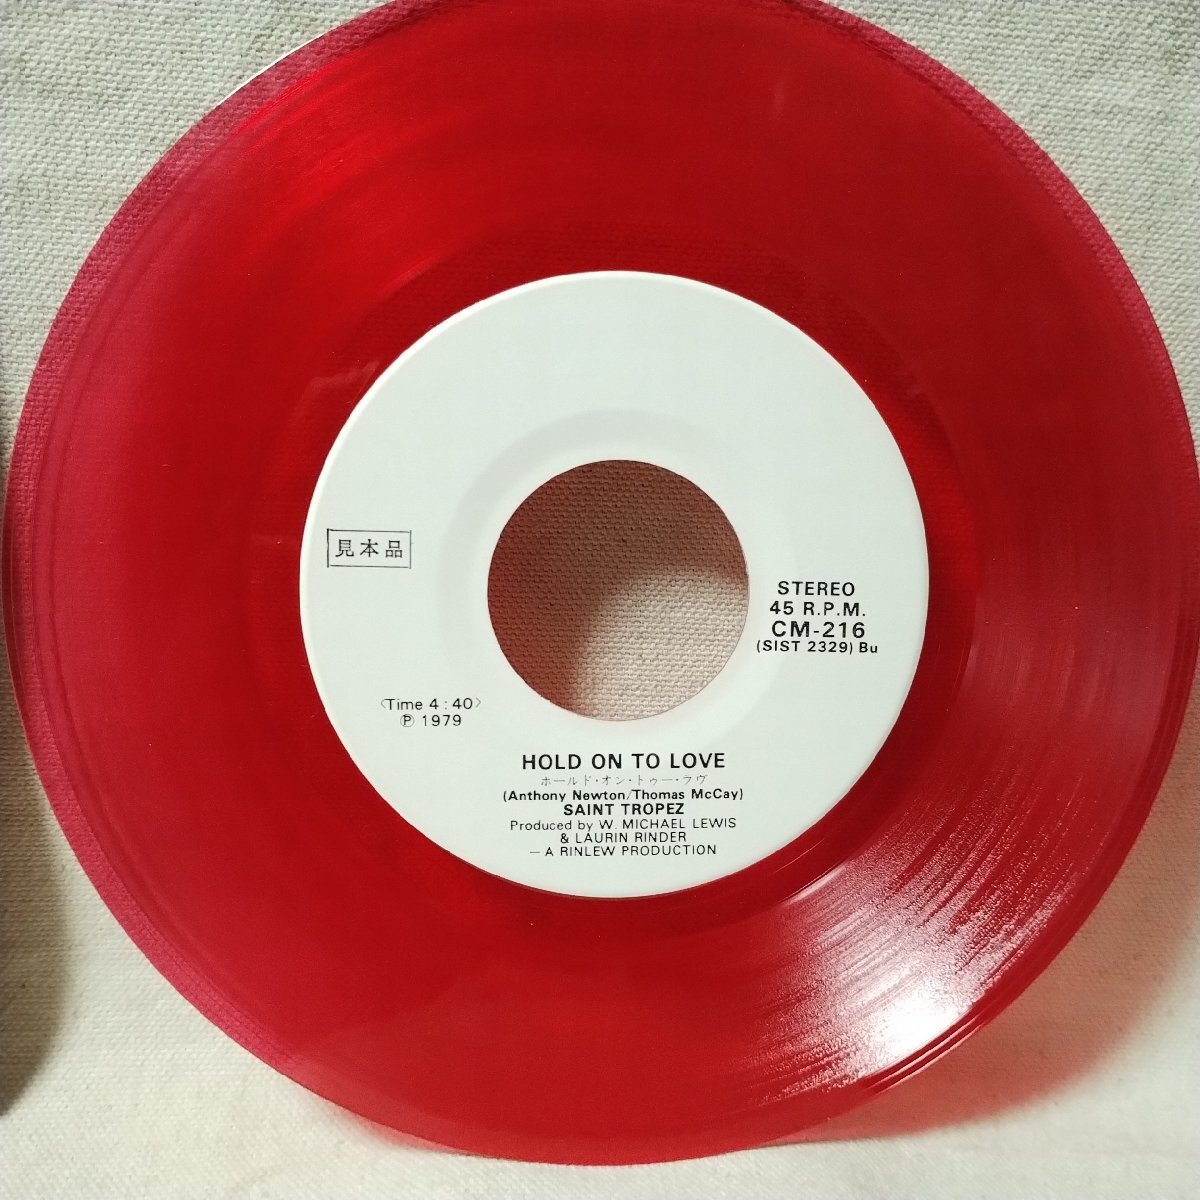 見本品
STEREO
45 R.P.M.
CM-216
(SIST 2329) Bu
〈Time 4:40〉
Ⓟ 1979
HOLD ON TO LOVE
ホールド・オン・トゥー・ラヴ
(Anthony Newton/Thomas McCay)
SAINT TROPEZ
Produced by W. MICHAEL LEWIS
& LAURIN RINDER
— A RINLEW PRODUCTION